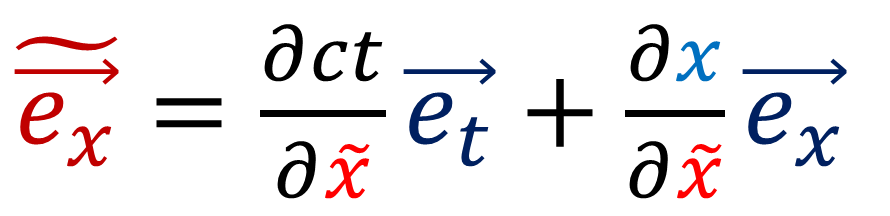 $\widetilde{\overrightarrow{e_x}} = \frac{\partial ct}{\partial \tilde{x}} \overrightarrow{e_t} + \frac{\partial x}{\partial \tilde{x}} \overrightarrow{e_x}$